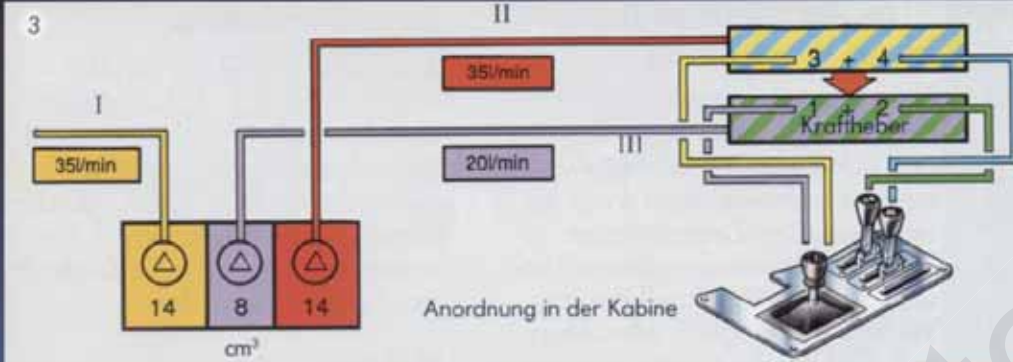 3
II
I
35l/min
3 + 4
1 + 2
Kraftheber
III
35l/min
20l/min
14 8 14
Anordnung in der Kabine
cm³